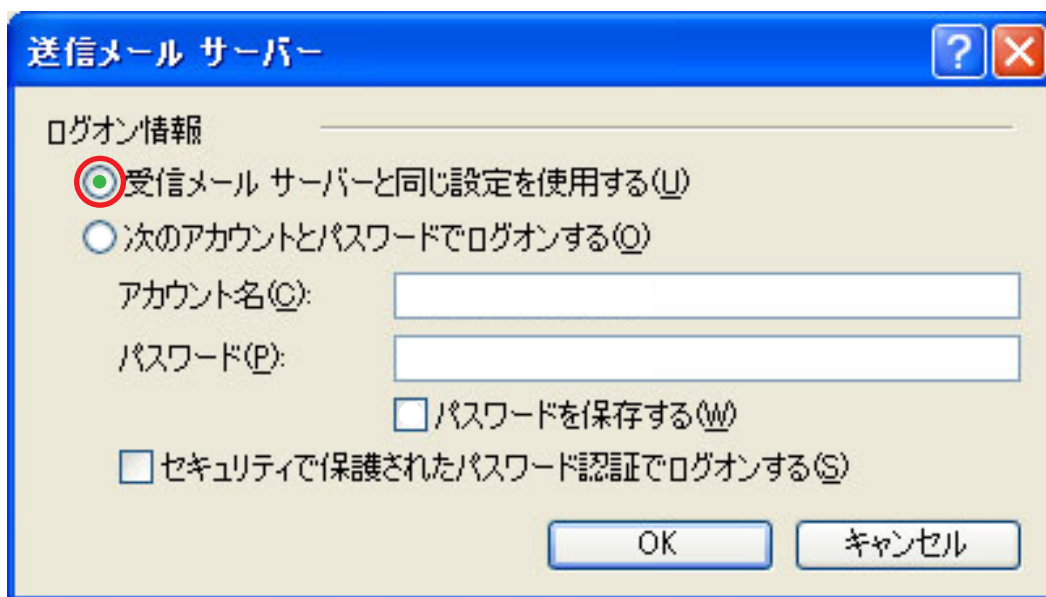 送信メール サーバー
ログオン情報
受信メール サーバーと同じ設定を使用する(U)
次のアカウントとパスワードでログオンする(O)
アカウント名(C):
パスワード(P):
パスワードを保存する(W)
セキュリティで保護されたパスワード認証でログオンする(S)
OK キャンセル